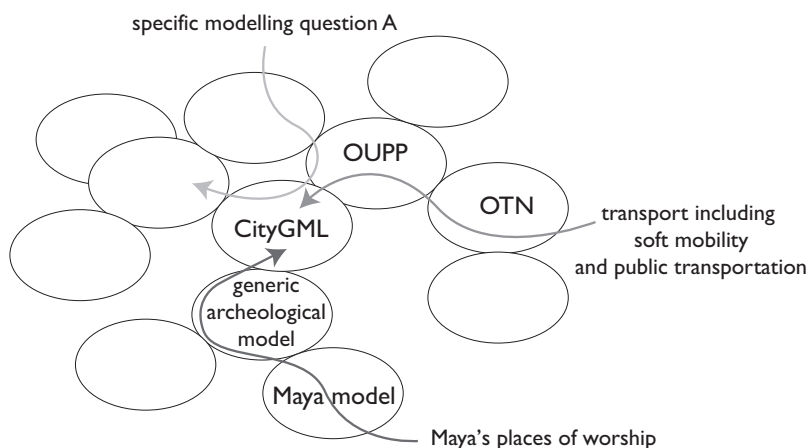 specific modelling question A
OUPP
OTN
CityGML
transport including
soft mobility
and public transportation
generic
archeological
model
Maya model
Maya's places of worship